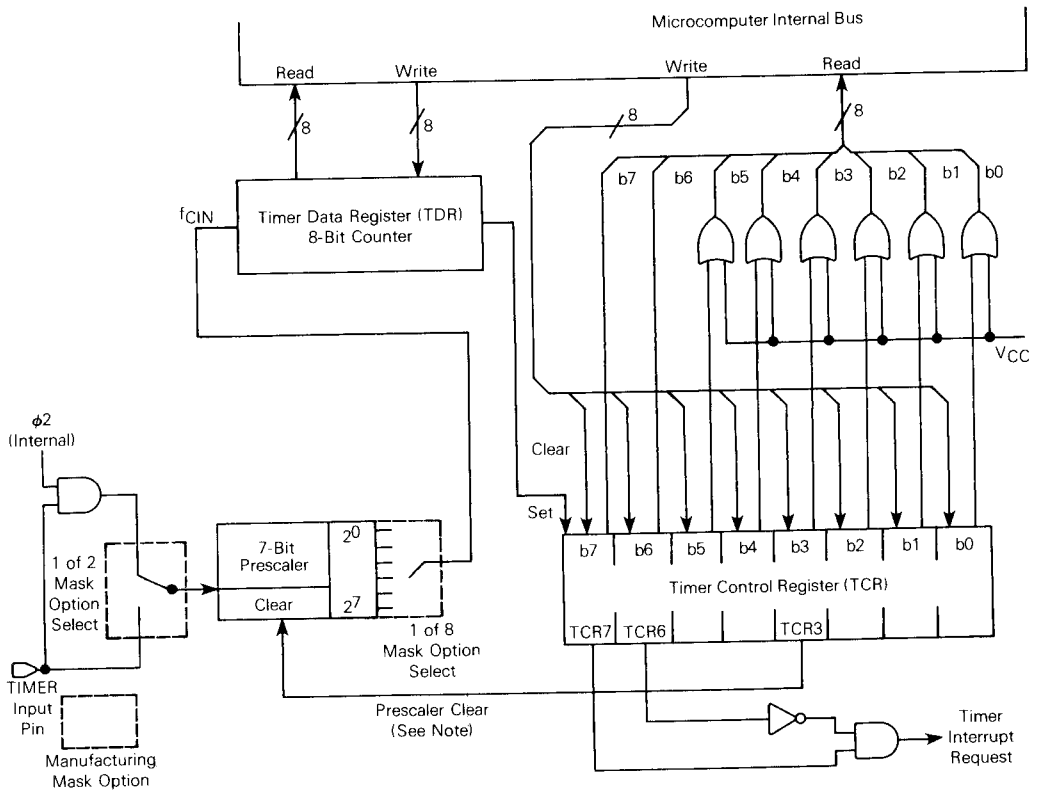 Microcomputer Internal Bus
Read
Write
Write
Read
8
8
8
8
b7
b6
b5
b4
b3
b2
b1
b0
fCIN
Timer Data Register (TDR)
8-Bit Counter
VCC
ϕ2
(Internal)
Clear
Set
1 of 2
Mask
Option
Select
7-Bit
Prescaler
Clear
2⁰
2⁷
1 of 8
Mask Option
Select
b7
b6
b5
b4
b3
b2
b1
b0
Timer Control Register (TCR)
TCR7
TCR6
TCR3
TIMER
Input
Pin
Prescaler Clear
(See Note)
Manufacturing
Mask Option
Timer
Interrupt
Request